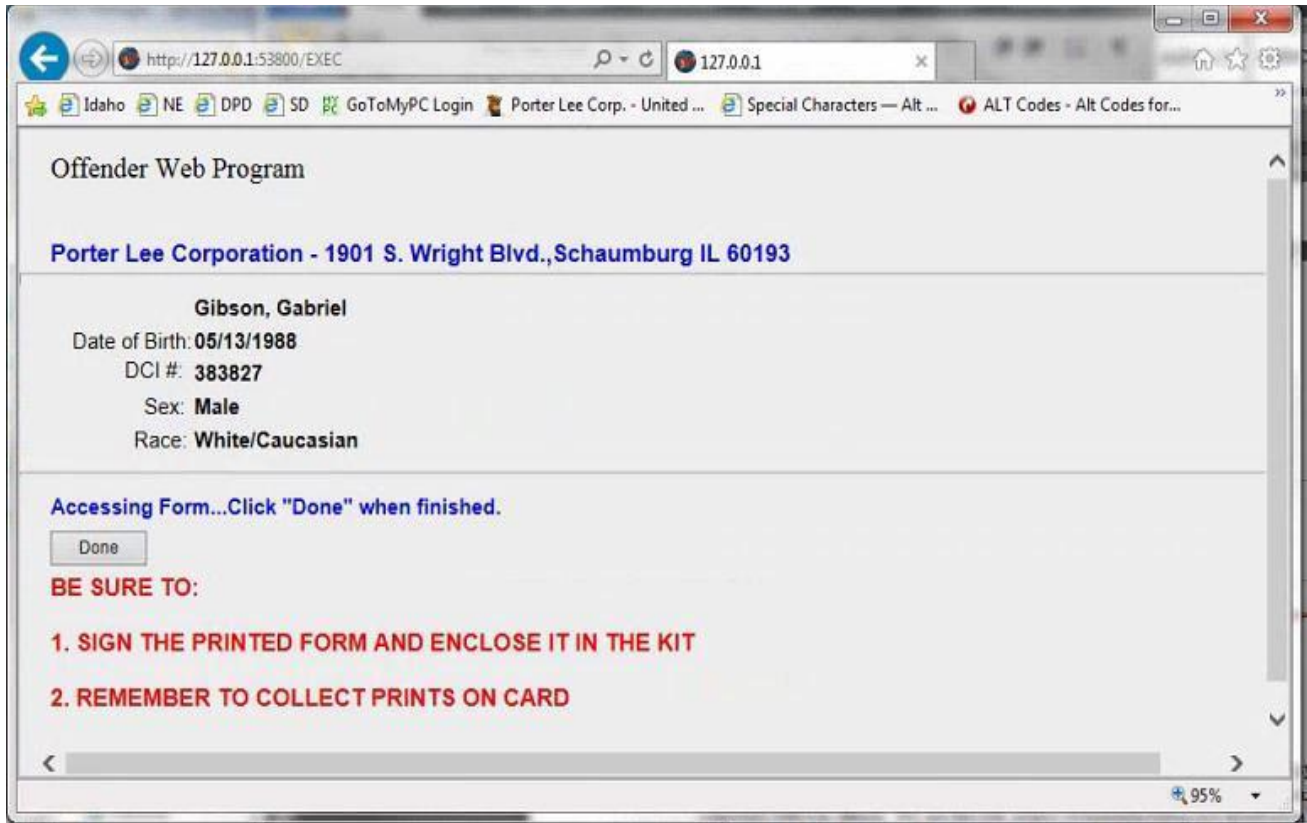 http://127.0.0.1:53800/EXEC
127.0.0.1
Idaho NE DPD SD GoToMyPC Login Porter Lee Corp. - United ... Special Characters — Alt ... ALT Codes - Alt Codes for...
Offender Web Program
Porter Lee Corporation - 1901 S. Wright Blvd.,Schaumburg IL 60193
Gibson, Gabriel
Date of Birth: 05/13/1988
DCI #: 383827
Sex: Male
Race: White/Caucasian
Accessing Form...Click "Done" when finished.
Done
BE SURE TO:
1. SIGN THE PRINTED FORM AND ENCLOSE IT IN THE KIT
2. REMEMBER TO COLLECT PRINTS ON CARD
95%